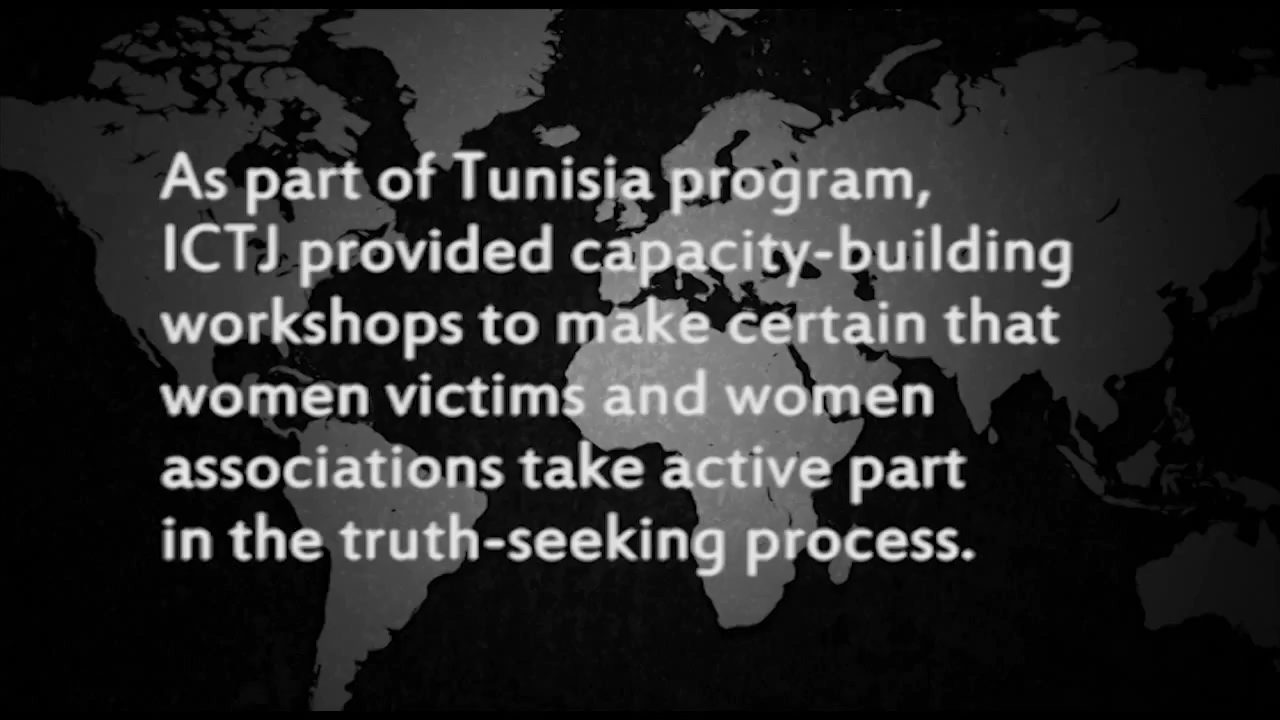 As part of Tunisia program,
ICTJ provided capacity-building
workshops to make certain that
women victims and women
associations take active part
in the truth-seeking process.